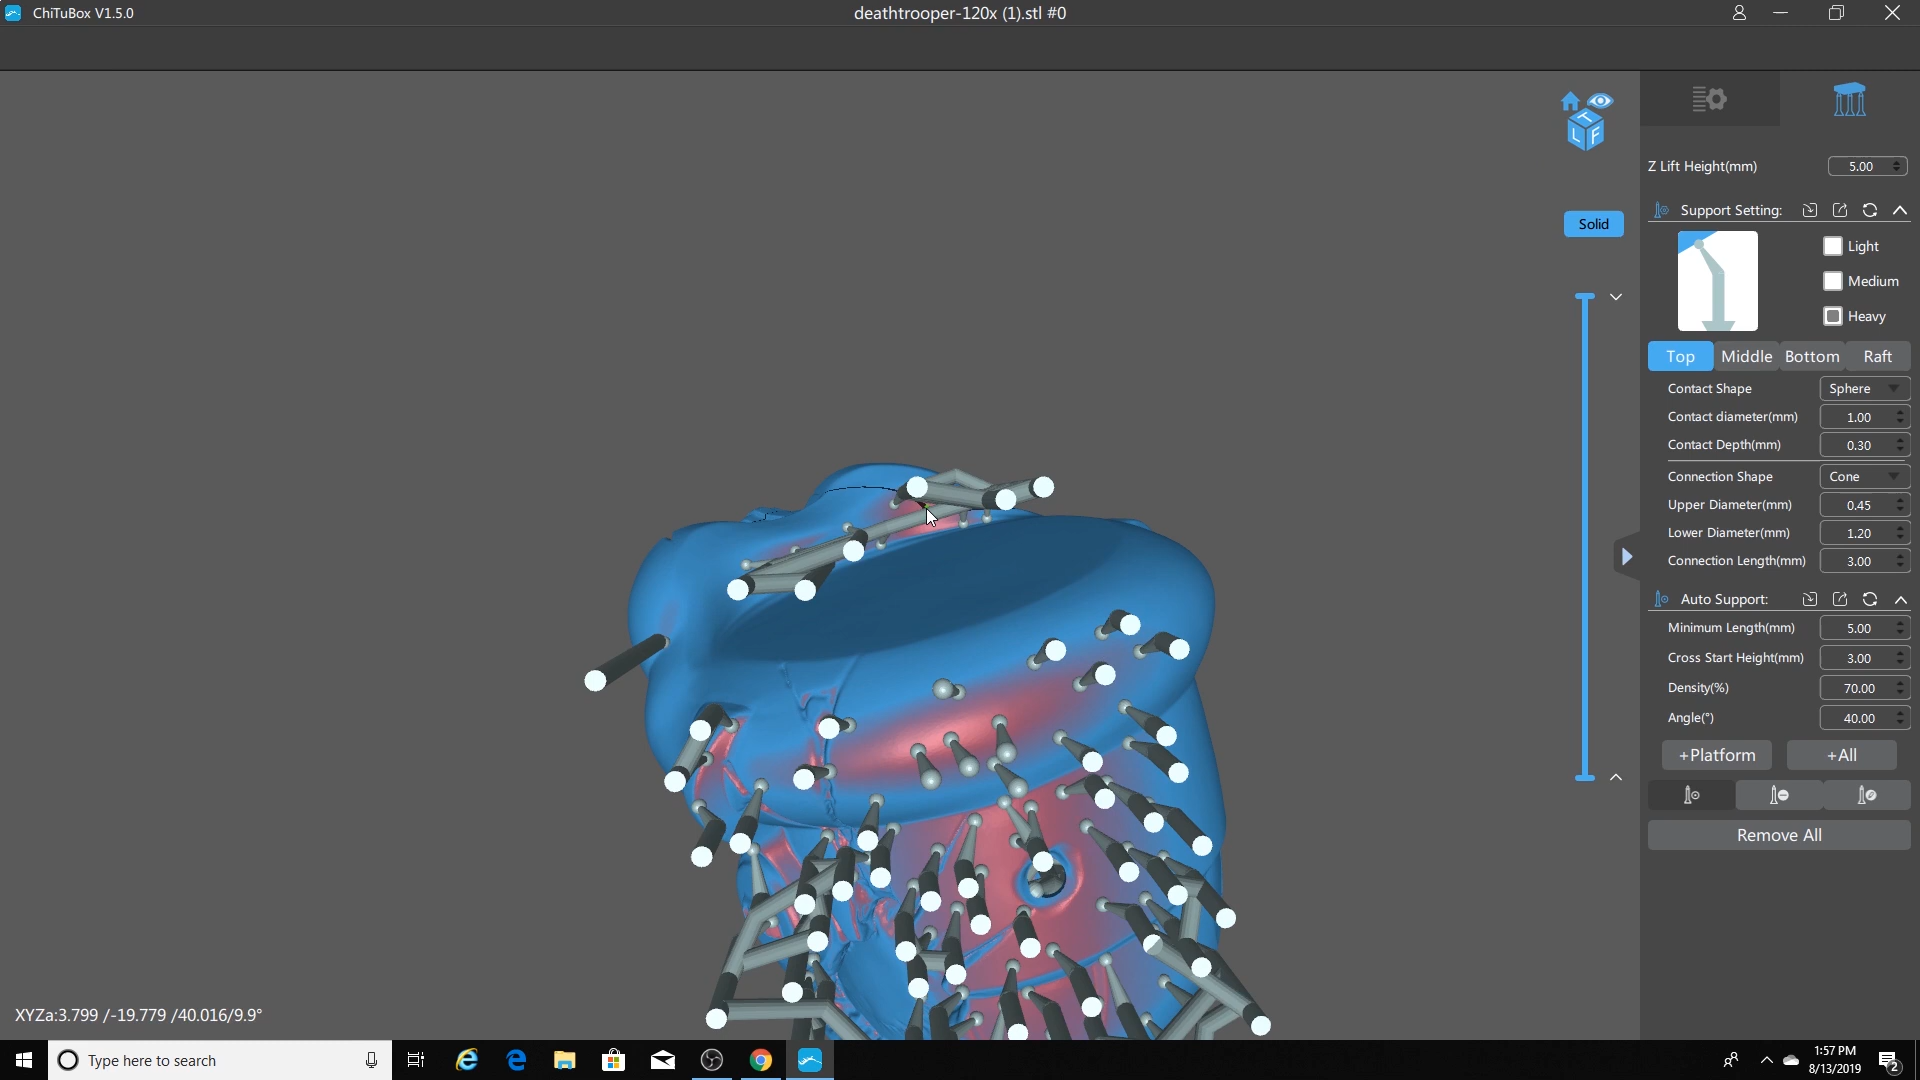 ChiTuBox V1.5.0
deathtrooper-120x (1).stl #0
T
L F
Solid
Z Lift Height(mm) 5.00
Support Setting:
Light
Medium
Heavy
Top Middle Bottom Raft
Contact Shape Sphere
Contact diameter(mm) 1.00
Contact Depth(mm) 0.30
Connection Shape Cone
Upper Diameter(mm) 0.45
Lower Diameter(mm) 1.20
Connection Length(mm) 3.00
Auto Support:
Minimum Length(mm) 5.00
Cross Start Height(mm) 3.00
Density(%) 70.00
Angle(°) 40.00
+Platform +All
Remove All
XYZa:3.799 /-19.779 /40.016/9.9°
Type here to search
1:57 PM
8/13/2019
2